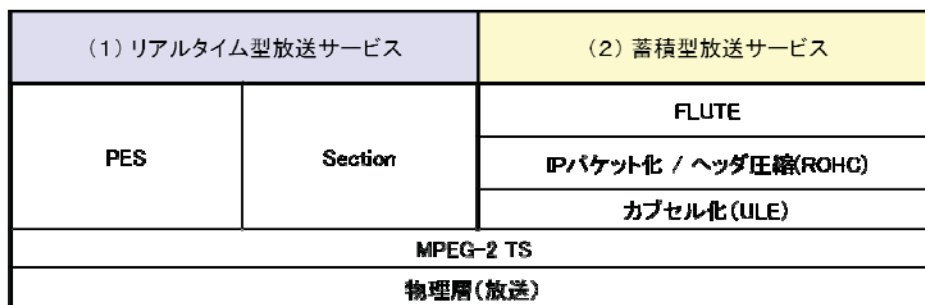 （1）リアルタイム型放送サービス
（2）蓄積型放送サービス
PES
Section
FLUTE
IPパケット化 / ヘッダ圧縮(ROHC)
カプセル化（ULE）
MPEG-2 TS
物理層（放送）